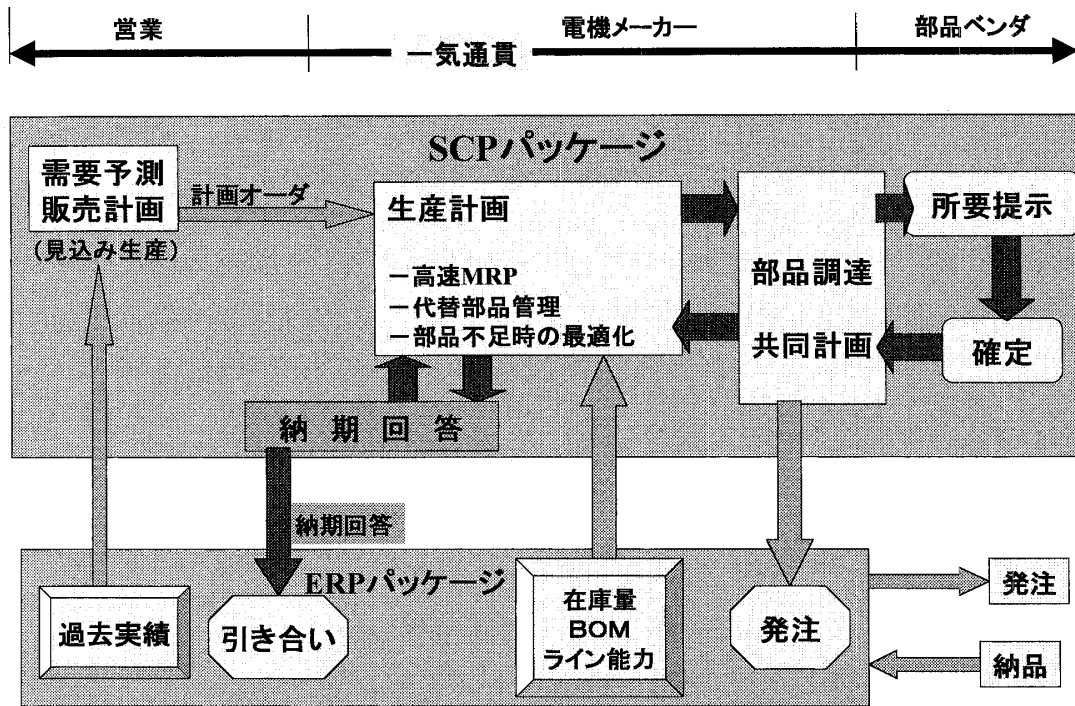 営業
電機メーカー
部品ベンダ
一気通貫
SCPパッケージ
需要予測
販売計画
(見込み生産)
計画オーダ
生産計画
－高速MRP
－代替部品管理
－部品不足時の最適化
部品調達
共同計画
所要提示
確定
納期回答
納期回答
ERPパッケージ
過去実績
引き合い
在庫量
BOM
ライン能力
発注
発注
納品